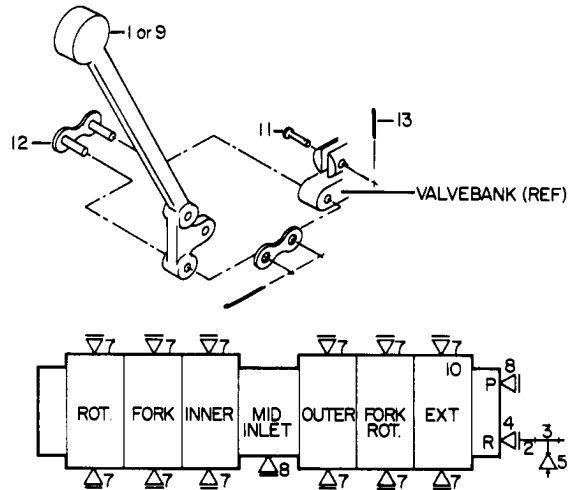 1 or 9
12
11
13
VALVEBANK (REF)
7 7 7 7 7 7
10
ROT.
FORK
INNER
MID INLET
OUTER
FORK ROT.
EXT
P
8
R
4
2
3
5
7 7 7 8 7 7 7